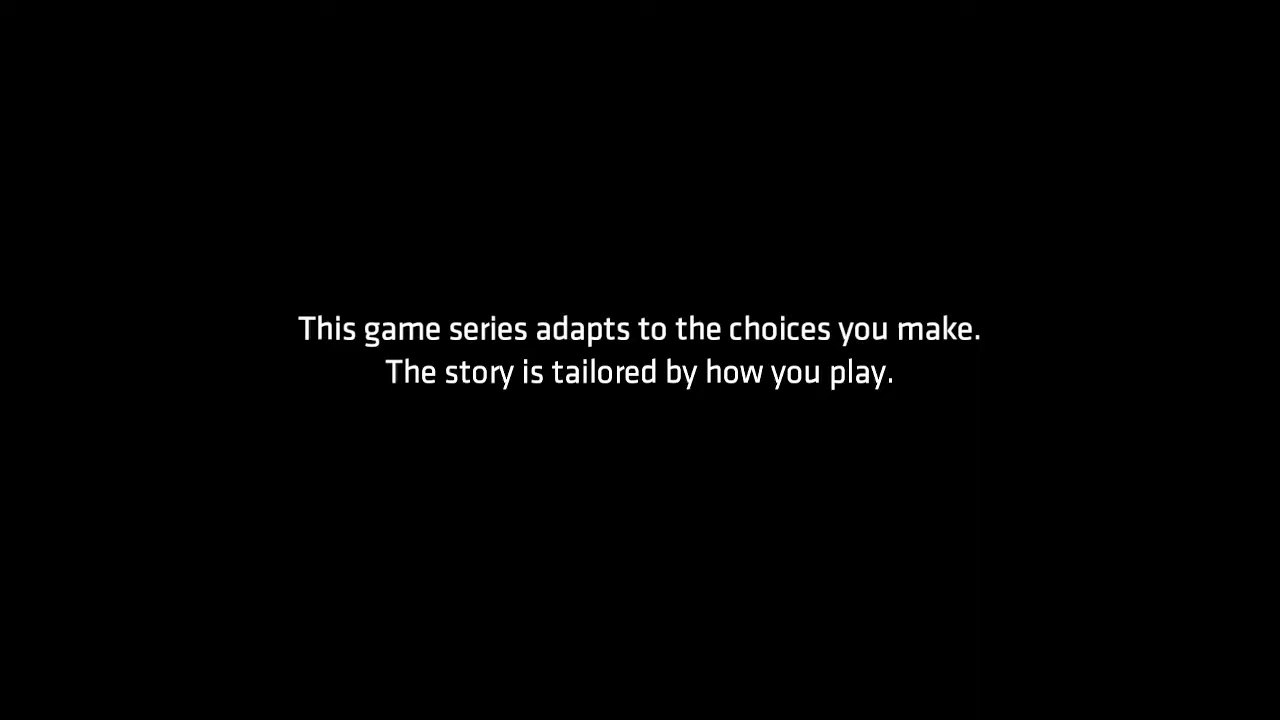 This game series adapts to the choices you make.
The story is tailored by how you play.